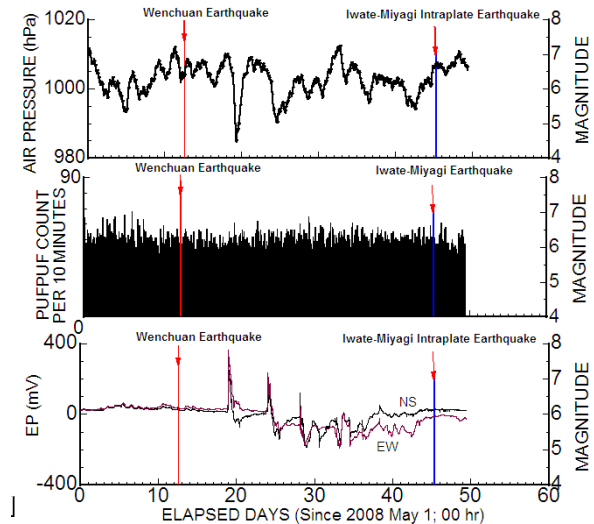 Wenchuan Earthquake
Iwate-Miyagi Intraplate Earthquake
1020
8
7
1000
6
5
980
4
AIR PRESSURE (hPa)
MAGNITUDE
Wenchuan Earthquake
Iwate-Miyagi Earthquake
90
8
7
6
5
0
4
PUFPUF COUNT
PER 10 MINUTES
MAGNITUDE
Wenchuan Earthquake
Iwate-Miyagi Intraplate Earthquake
400
8
7
0
6
5
-400
4
EP (mV)
NS
EW
MAGNITUDE
0 10 20 30 40 50 60
ELAPSED DAYS (Since 2008 May 1; 00 hr)